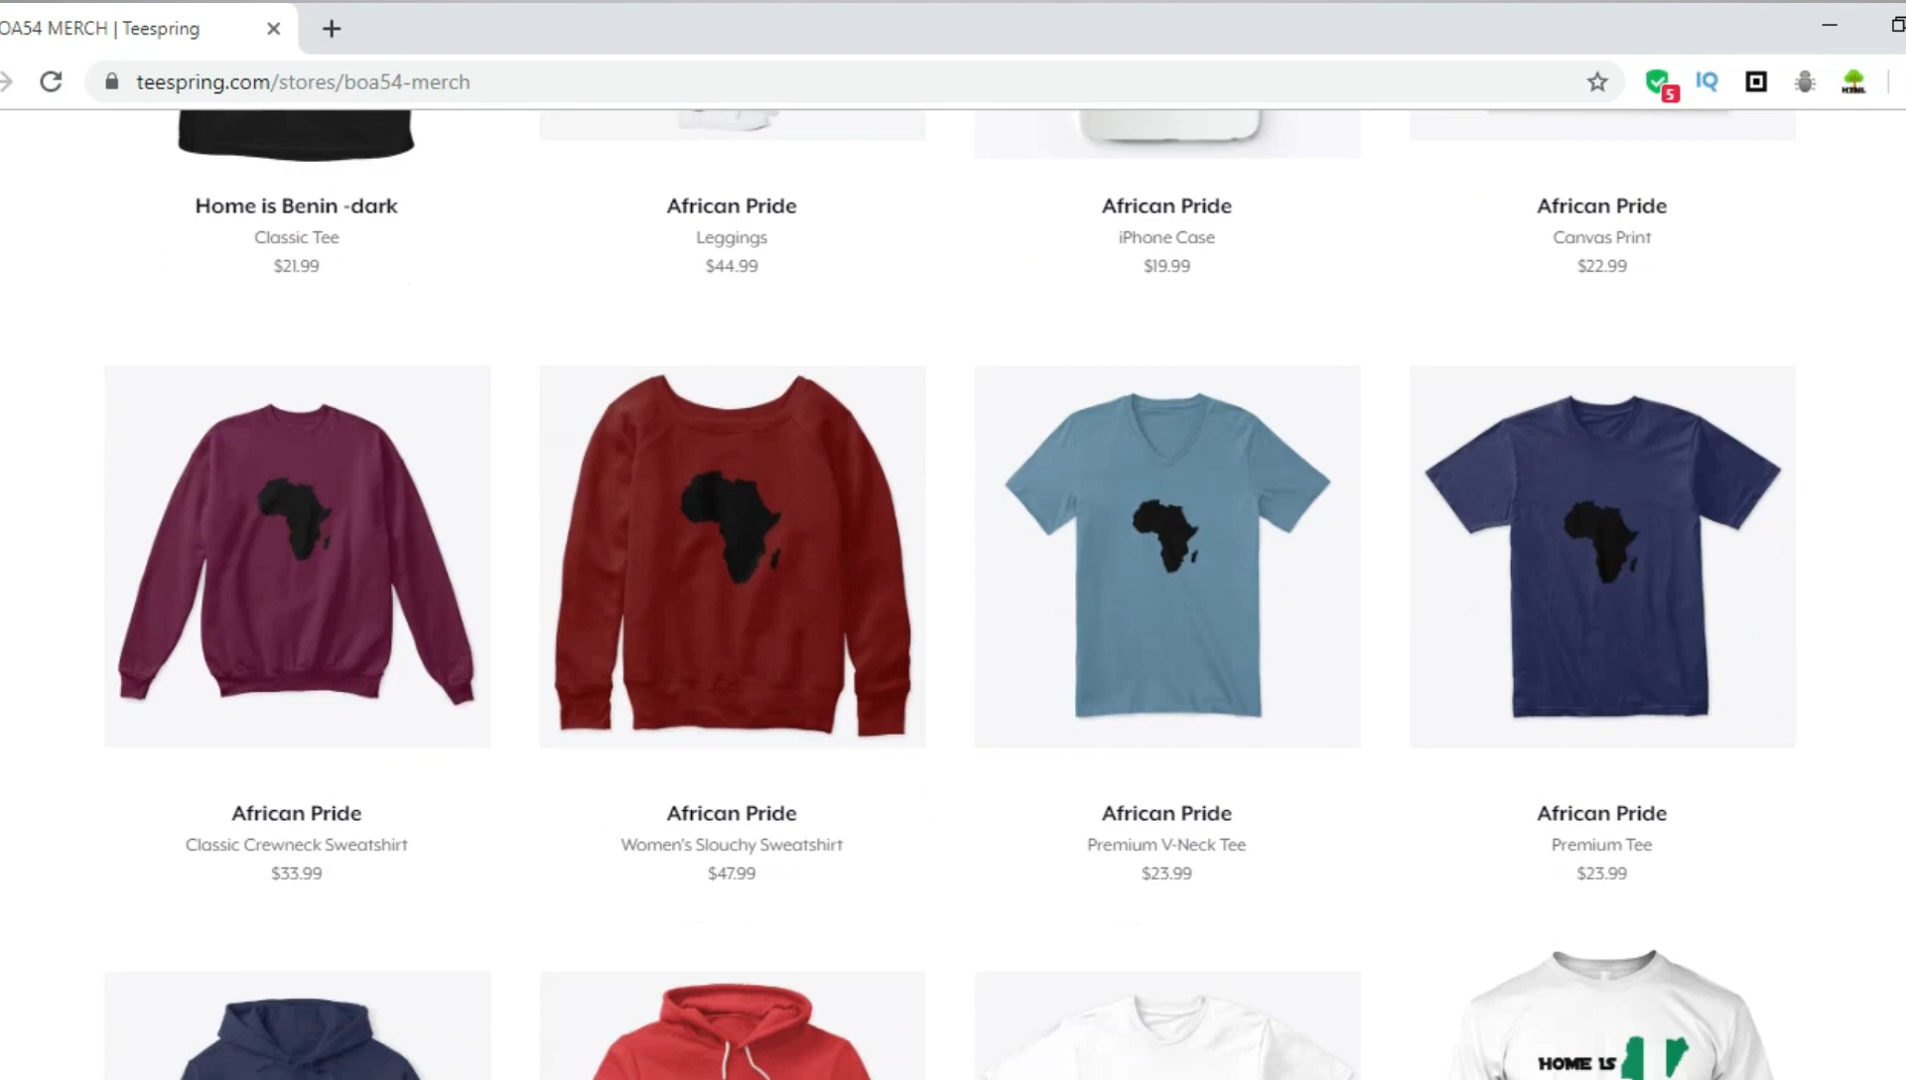 OA54 MERCH | Teespring
teespring.com/stores/boa54-merch
5
IQ
HTML
Home is Benin -dark
Classic Tee
$21.99
African Pride
Leggings
$44.99
African Pride
iPhone Case
$19.99
African Pride
Canvas Print
$22.99
African Pride
Classic Crewneck Sweatshirt
$33.99
African Pride
Women's Slouchy Sweatshirt
$47.99
African Pride
Premium V-Neck Tee
$23.99
African Pride
Premium Tee
$23.99
HOME IS